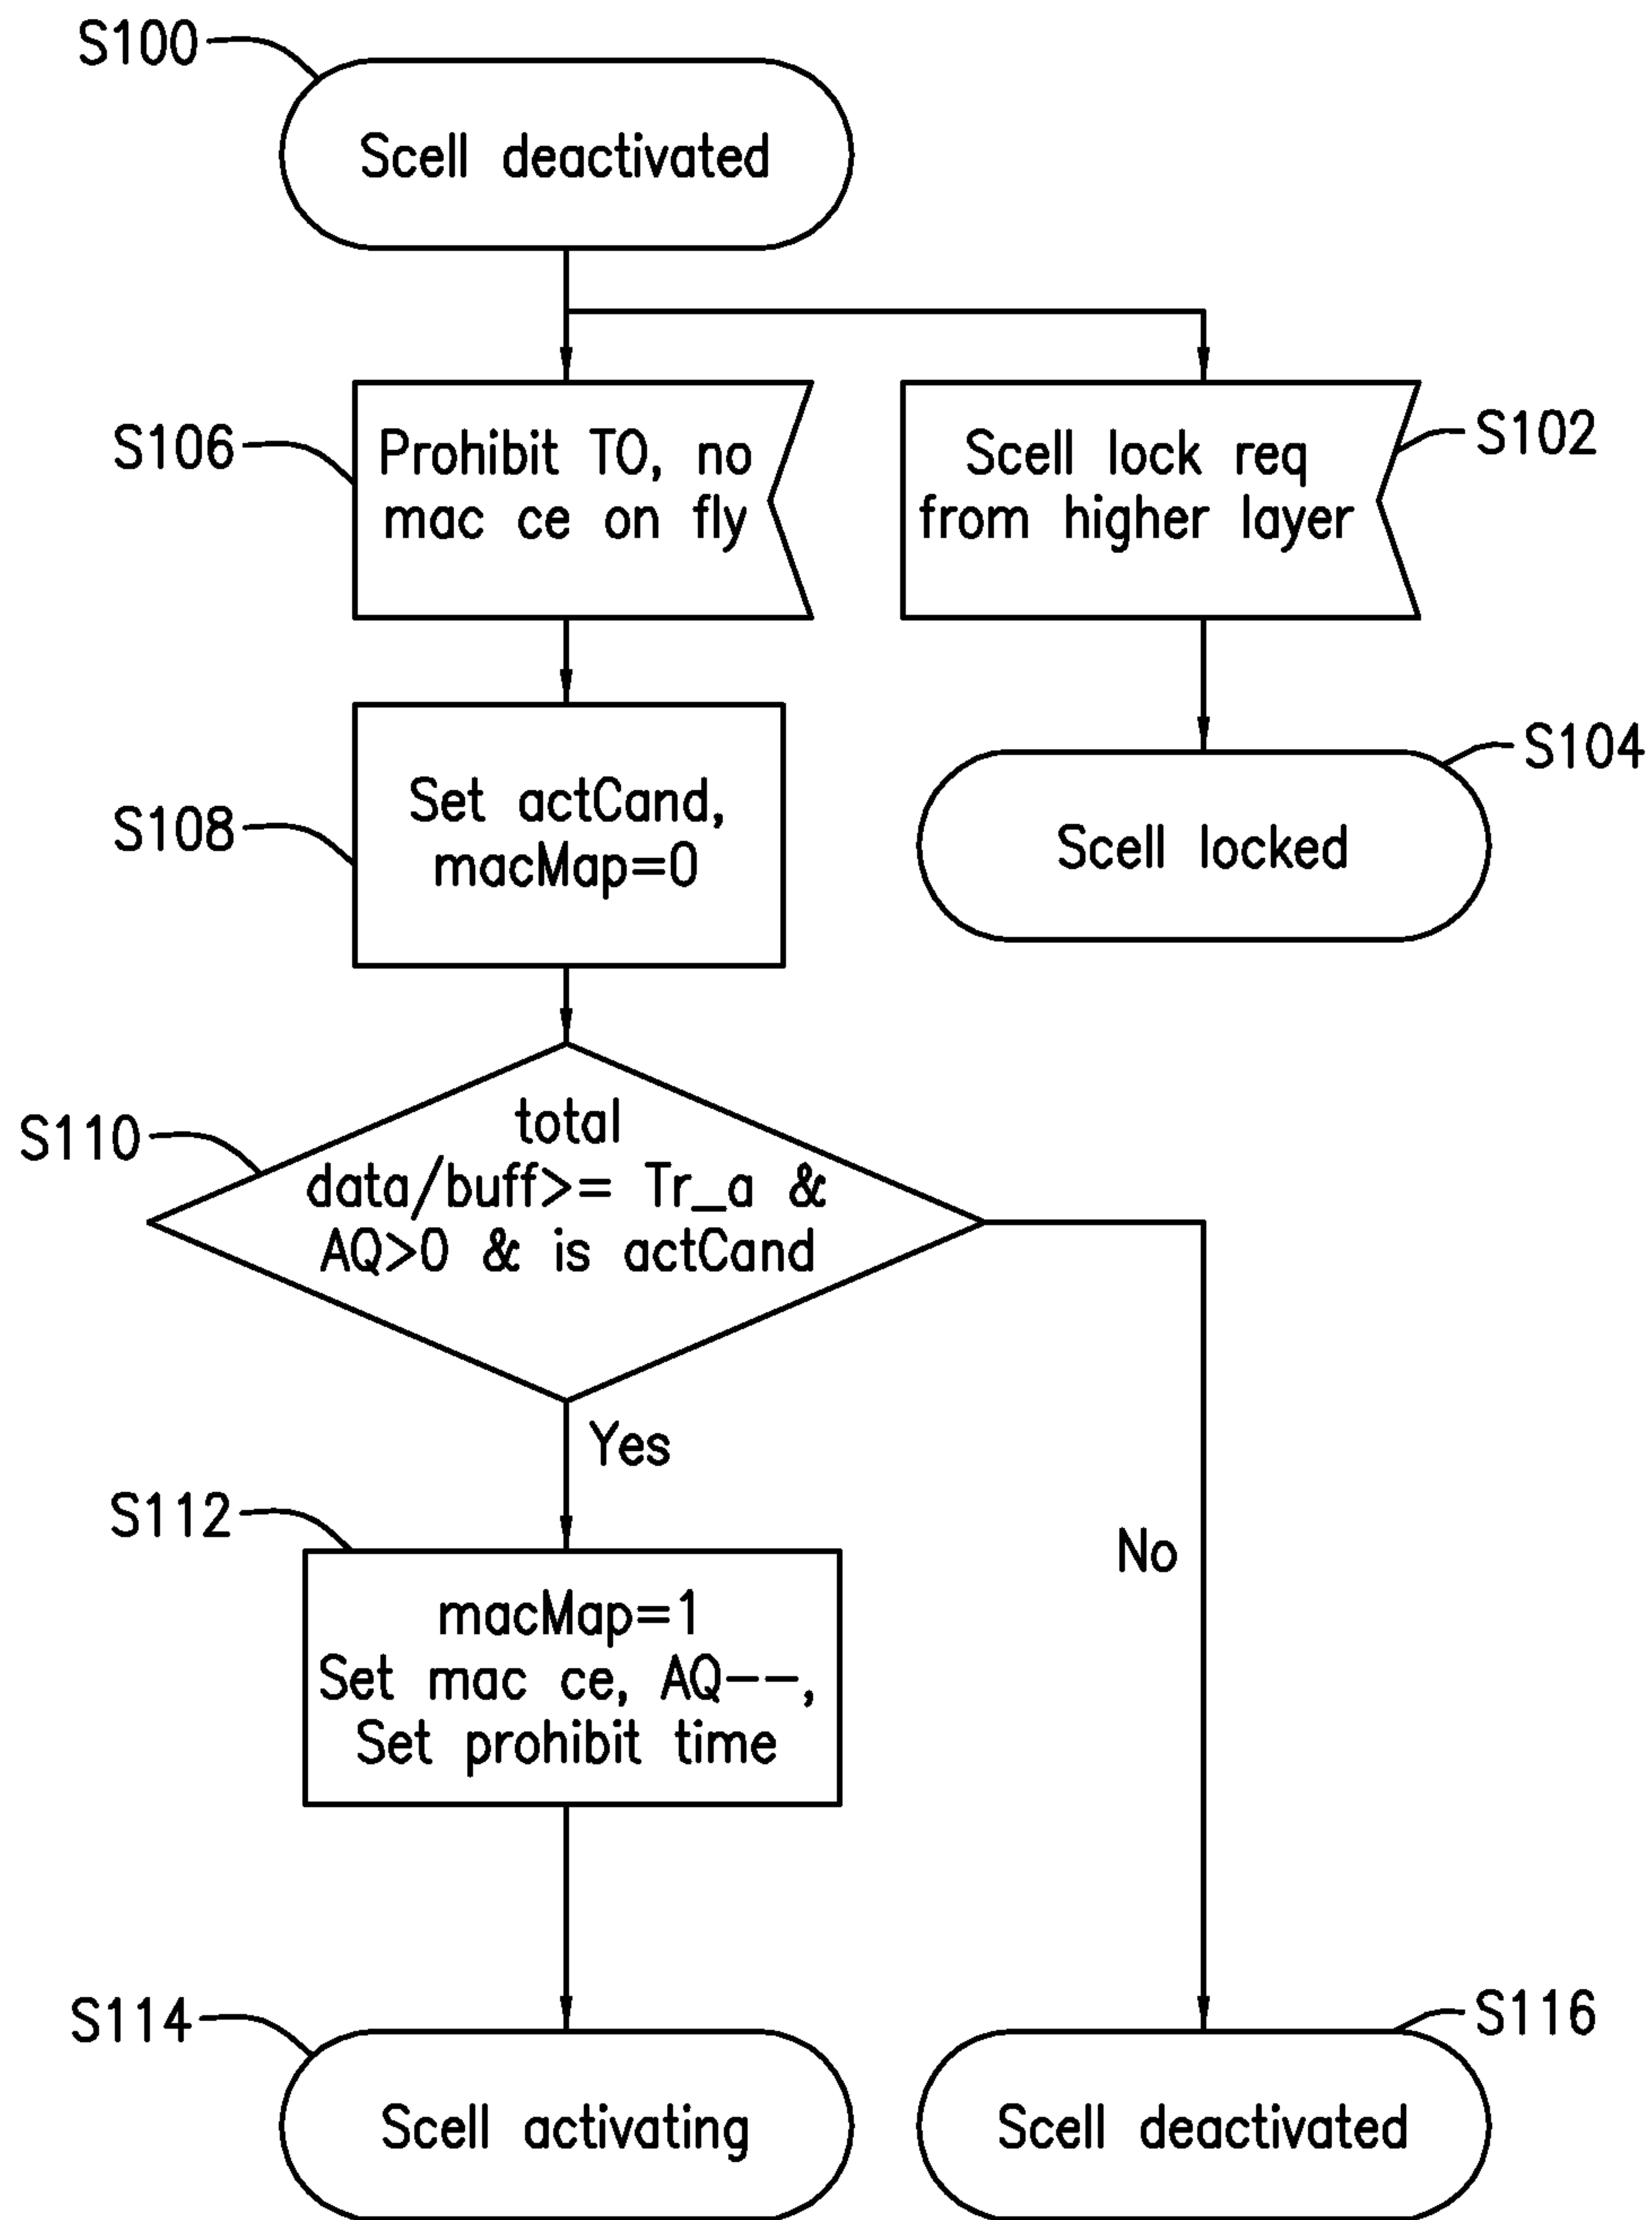 S100
Scell deactivated
S106
Prohibit TO, no
mac ce on fly
Scell lock req
from higher layer
S102
S108
Set actCand,
macMap=0
S104
Scell locked
S110
total
data/buff>= Tr_a &
AQ>0 & is actCand
Yes
No
S112
macMap=1
Set mac ce, AQ--,
Set prohibit time
S114
Scell activating
S116
Scell deactivated